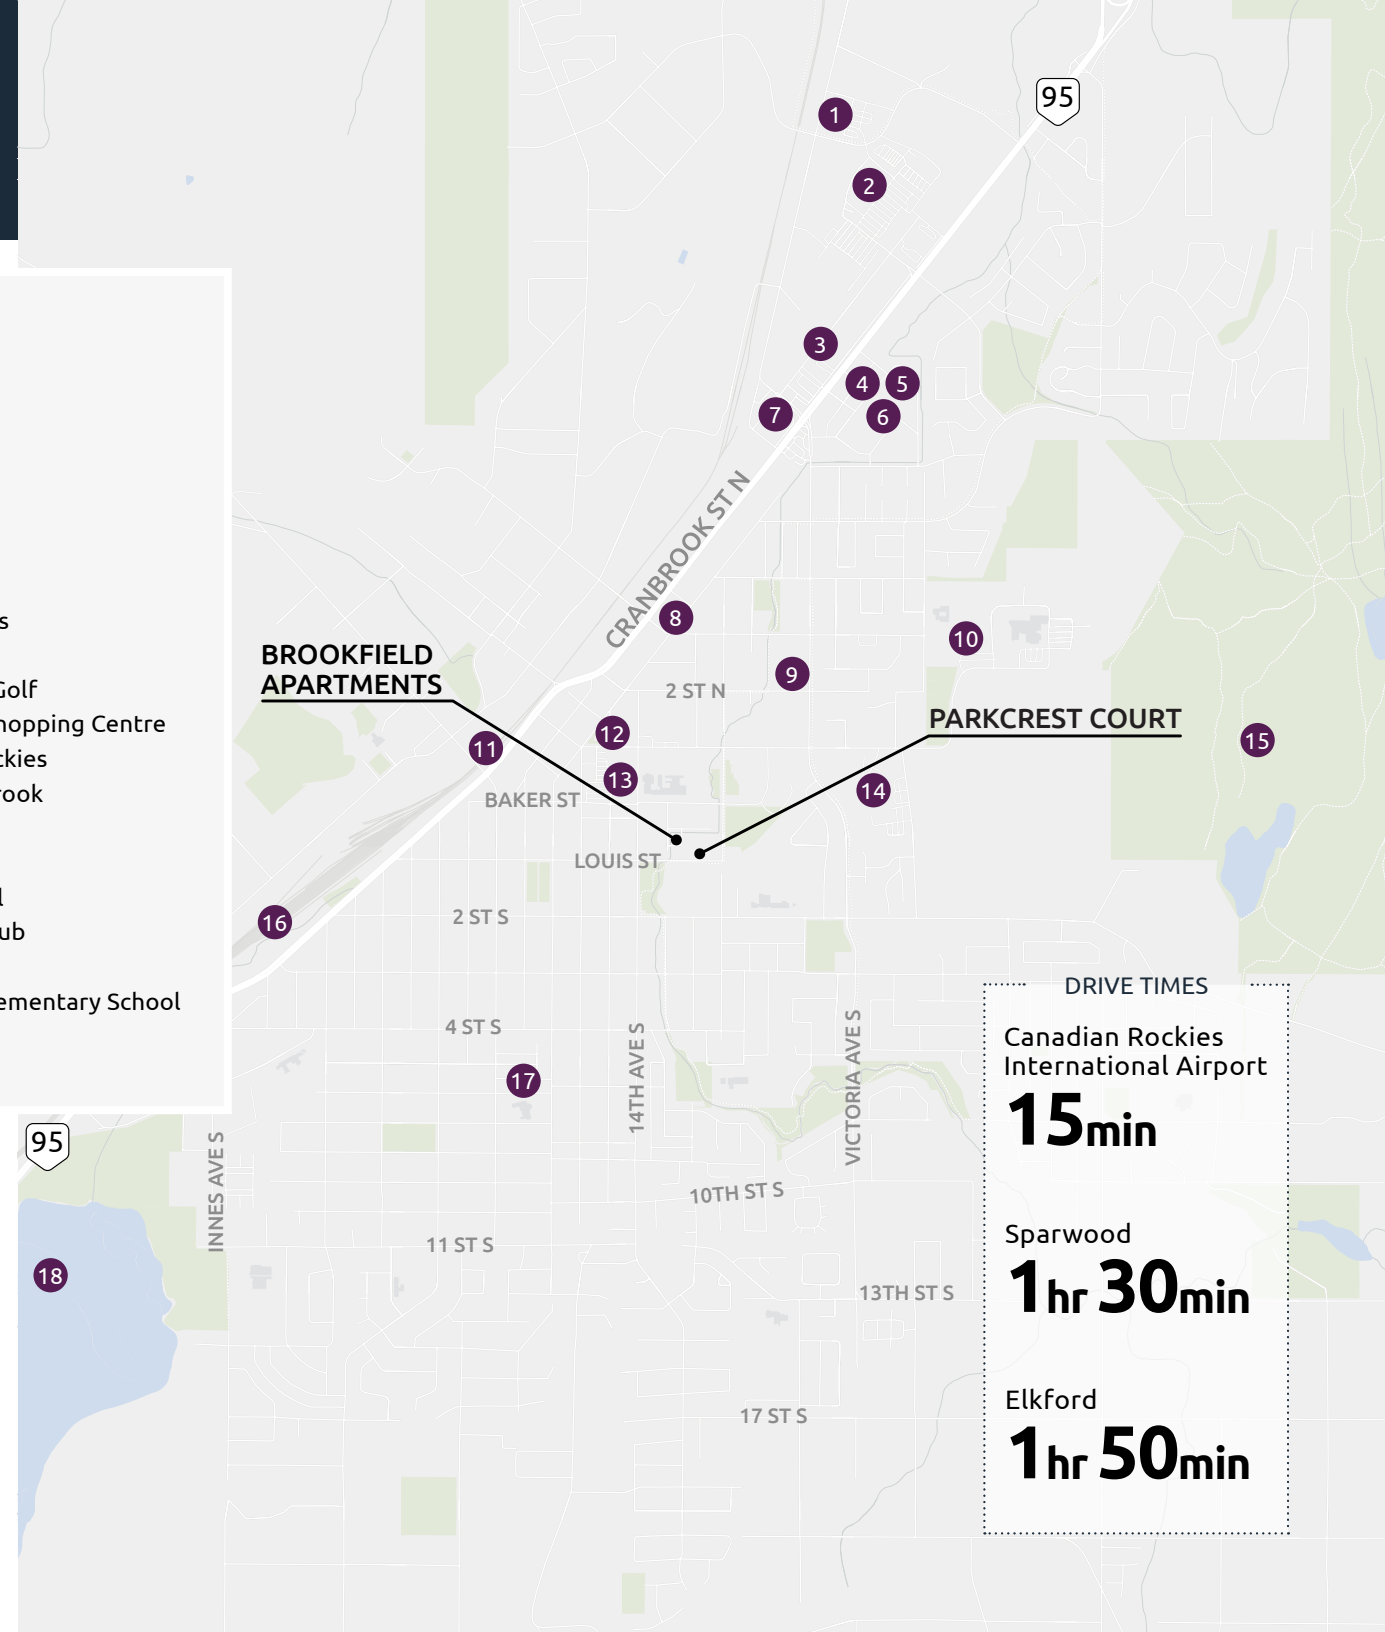 95
1
2
3
4
5
6
7
CRANBROOK ST N
8
BROOKFIELD
APARTMENTS
10
9
2 ST N
Golf
PARKCREST COURT
hopping Centre
12
15
11
13
BAKER ST
14
LOUIS ST
16
2 ST S
4 ST S
17
14TH AVE S
VICTORIA AVE S
ementary School
95
INNES AVE S
10TH ST S
11 ST S
18
13TH ST S
17 ST S
DRIVE TIMES
Canadian Rockies
International Airport
15min
Sparwood
1hr 30min
Elkford
1hr 50min